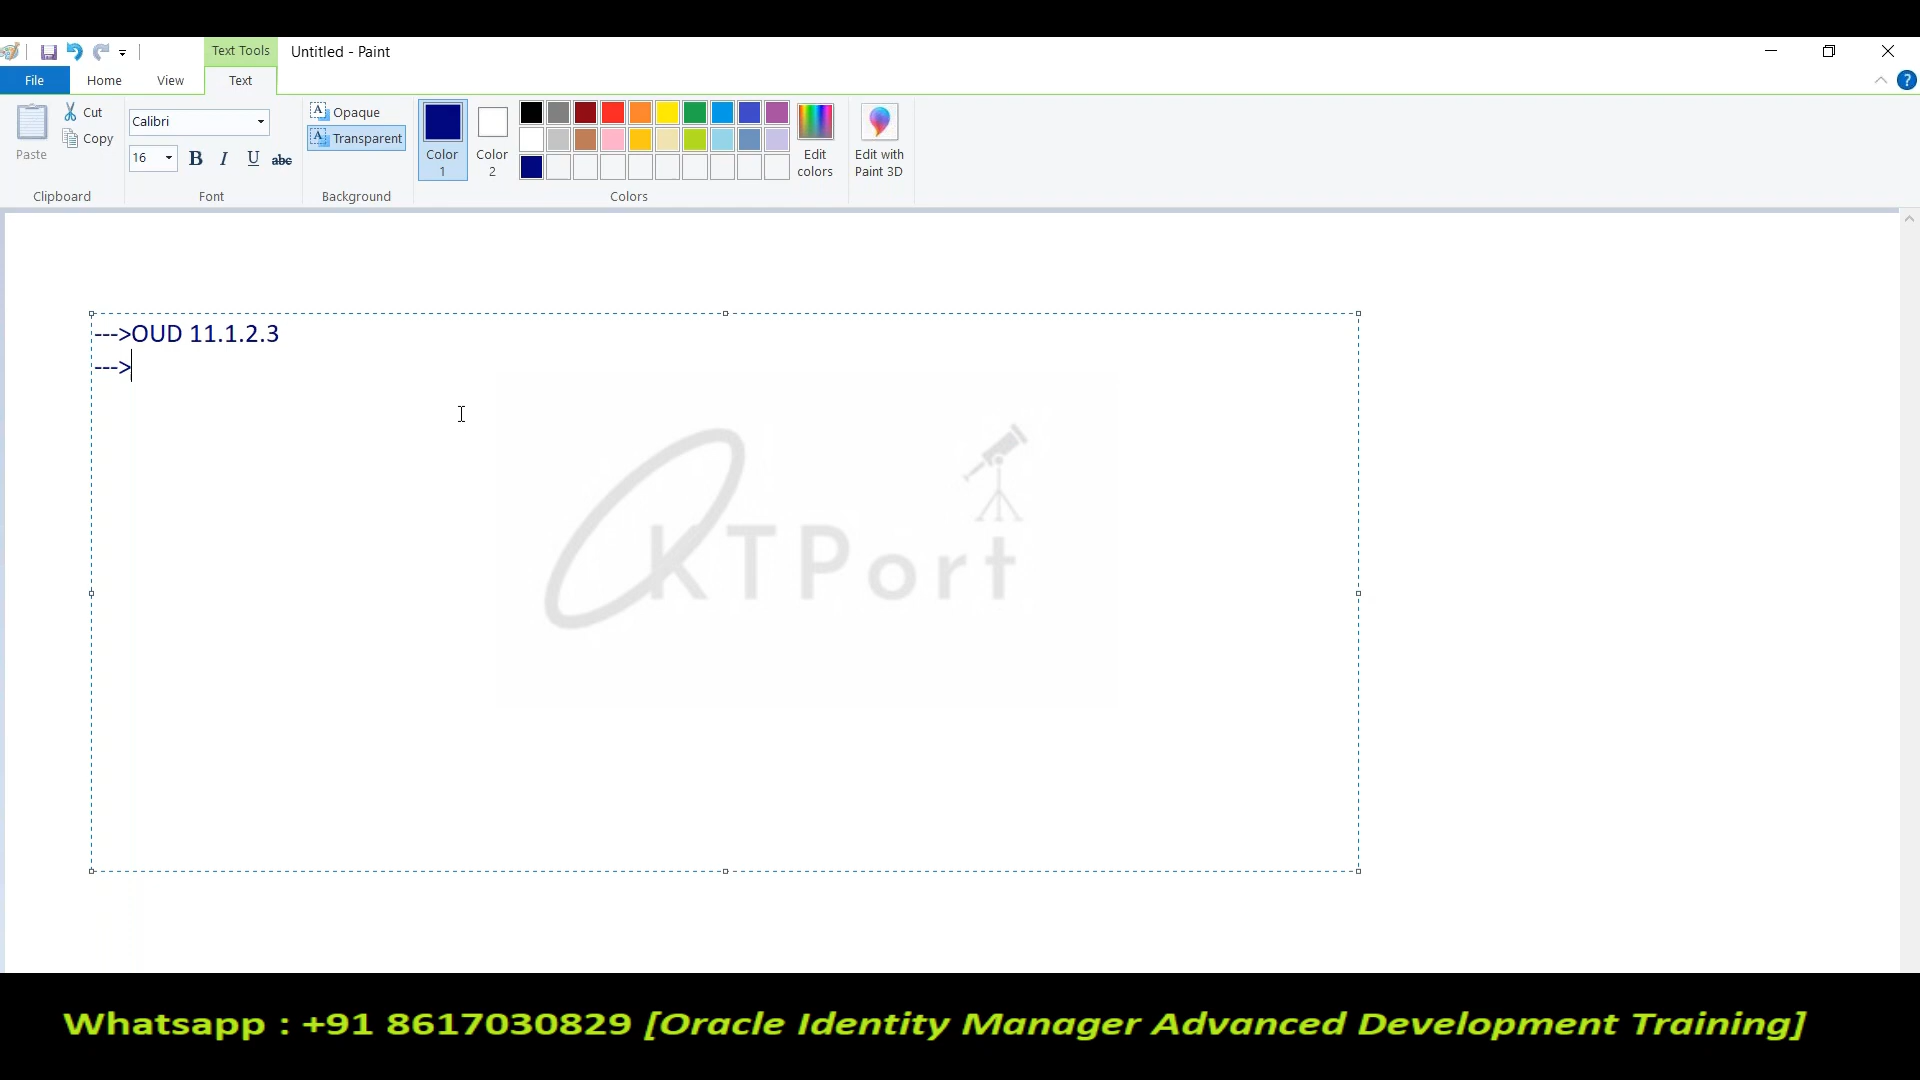 Text Tools
Untitled - Paint
File
Home
View
Text
Paste
Cut
Copy
Clipboard
Calibri
16
B I U abc
Font
Opaque
Transparent
Background
Color
1
Color
2
Edit
colors
Colors
Edit with
Paint 3D
?
--->OUD 11.1.2.3
--->
KTPort
Whatsapp : +91 8617030829 [Oracle Identity Manager Advanced Development Training]